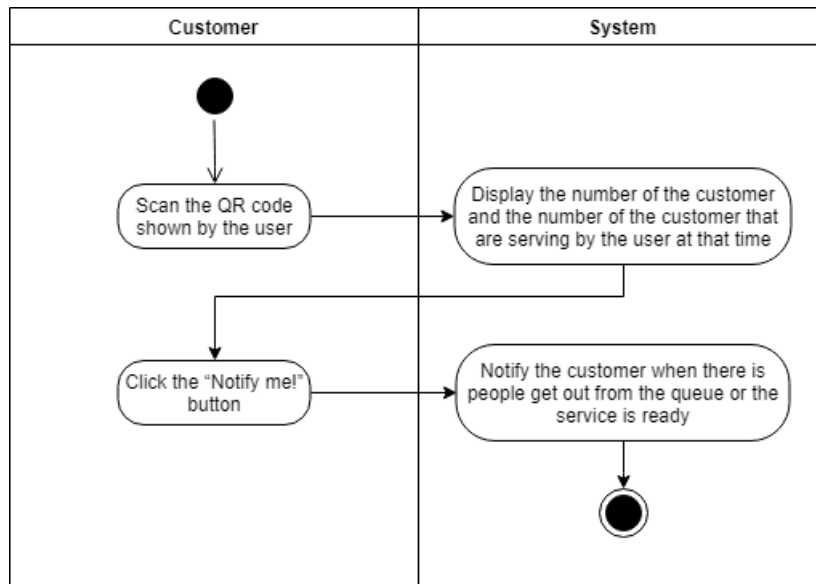 Customer
System
Scan the QR code
shown by the user
Display the number of the customer
and the number of the customer that
are serving by the user at that time
Click the “Notify me!”
button
Notify the customer when there is
people get out from the queue or the
service is ready